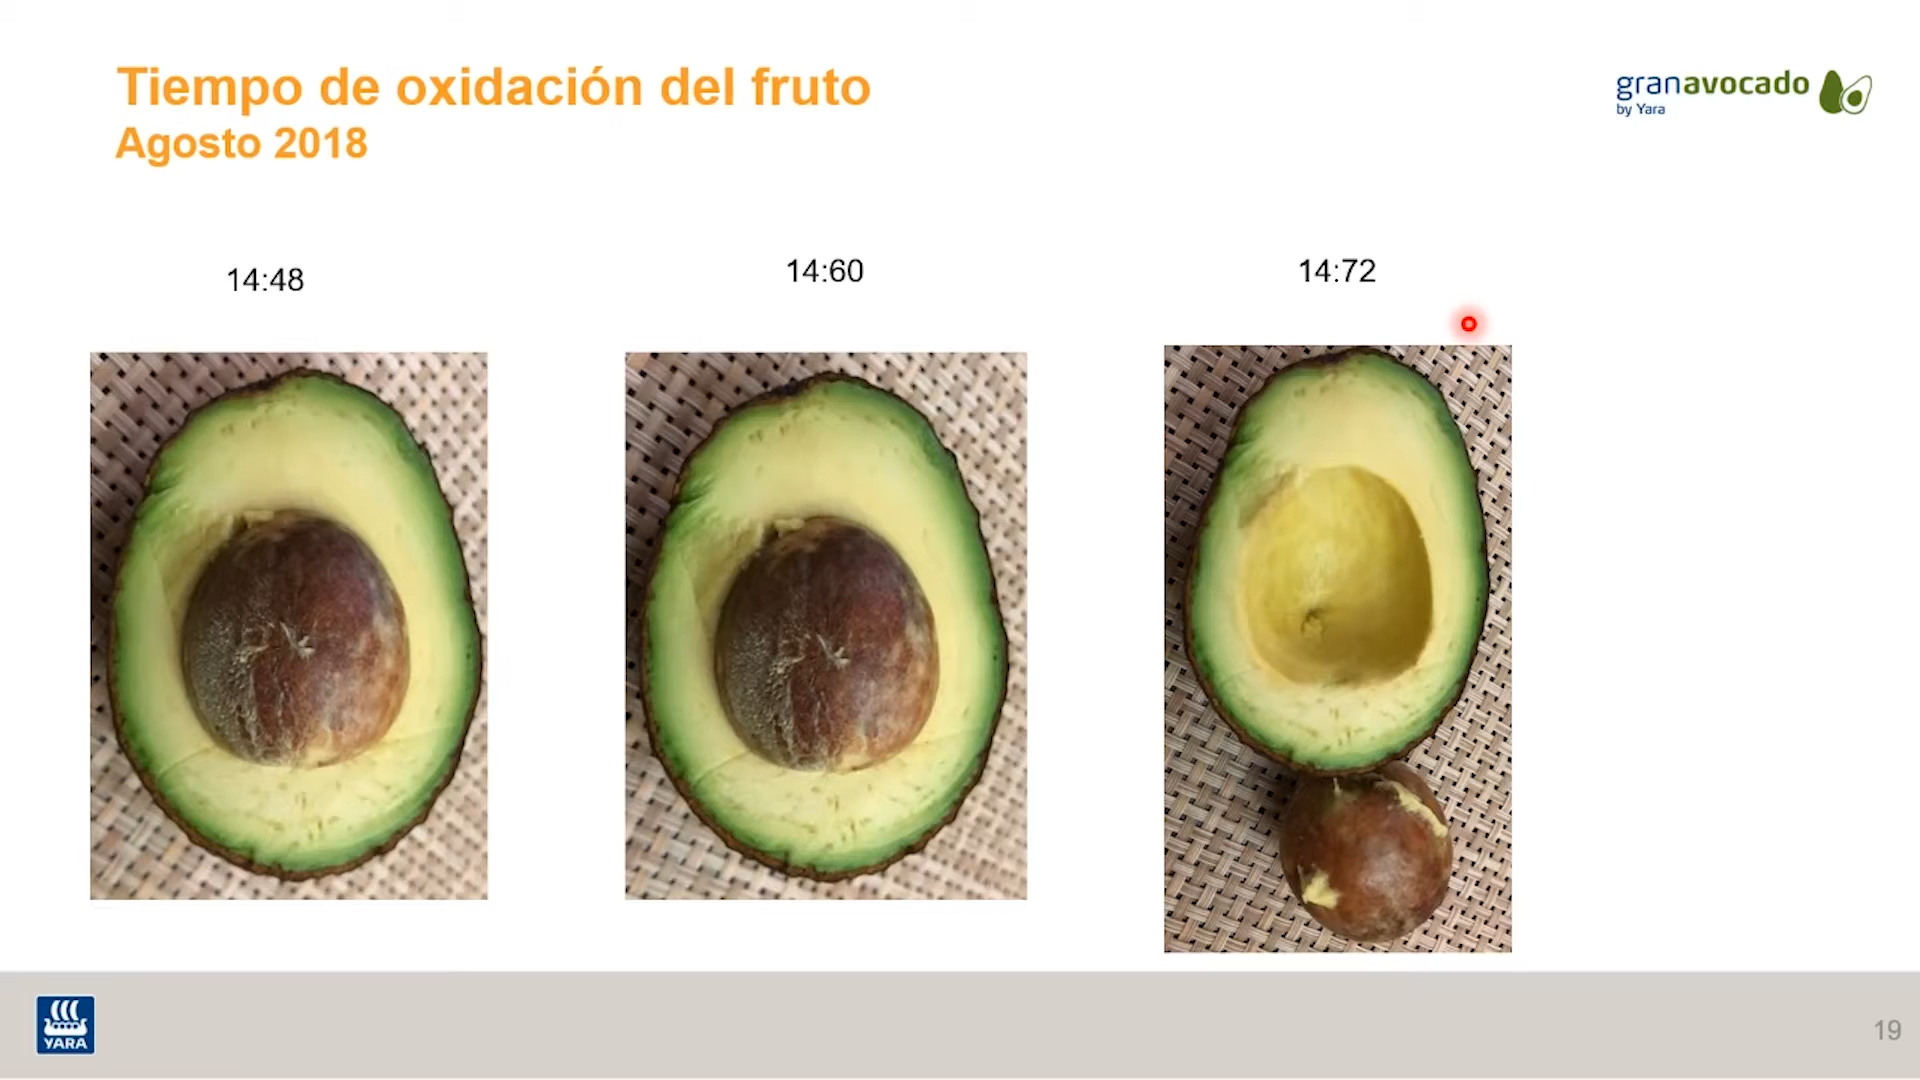 Tiempo de oxidación del fruto
Agosto 2018
granavocado
by Yara
14:48
14:60
14:72
YARA
19